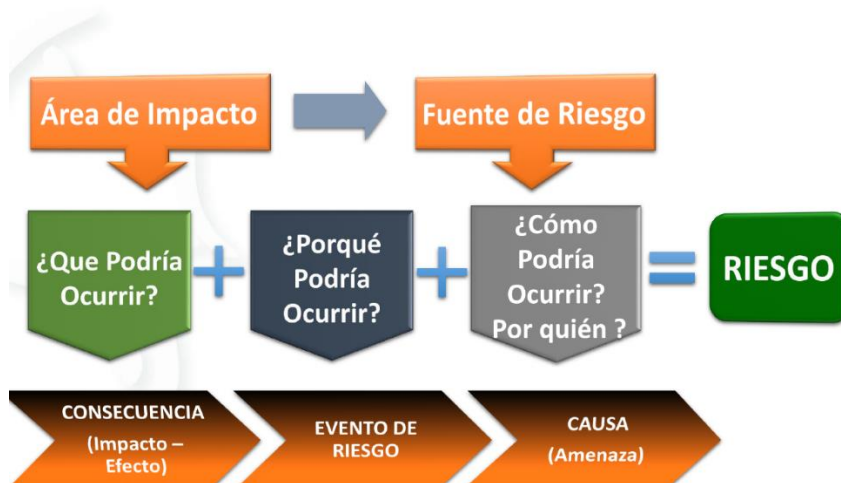 Área de Impacto
Fuente de Riesgo
¿Que Podría
Ocurrir?
+
¿Porqué
Podría
Ocurrir?
+
¿Cómo
Podría
Ocurrir?
Por quién ?
=
RIESGO
CONSECUENCIA
(Impacto –
Efecto)
EVENTO DE
RIESGO
CAUSA
(Amenaza)